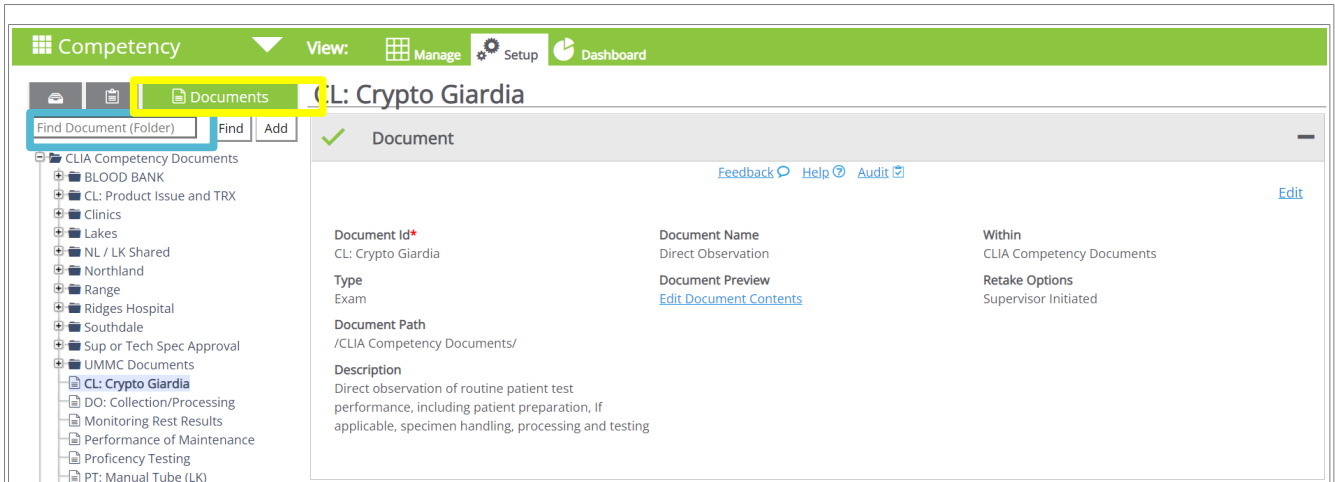 Competency View: Manage Setup Dashboard
Documents
Find Document (Folder) Find Add
CLIA Competency Documents
BLOOD BANK
CL: Product Issue and TRX
Clinics
Lakes
NL / LK Shared
Northland
Range
Ridges Hospital
Southdale
Sup or Tech Spec Approval
UMMC Documents
CL: Crypto Giardia
DO: Collection/Processing
Monitoring Rest Results
Performance of Maintenance
Proficency Testing
PT: Manual Tube (LK)
CL: Crypto Giardia
Document
Feedback Help Audit
Edit
Document Id* Document Name Within
CL: Crypto Giardia Direct Observation CLIA Competency Documents
Type Document Preview Retake Options
Exam Edit Document Contents Supervisor Initiated
Document Path
/CLIA Competency Documents/
Description
Direct observation of routine patient test
performance, including patient preparation, If
applicable, specimen handling, processing and testing